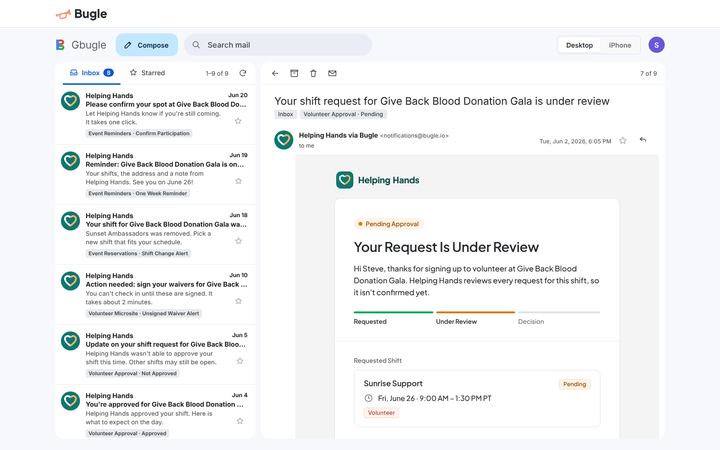 Bugle
Gbugle
Compose
Search mail
Desktop
iPhone
S
Inbox 8
Starred
1–9 of 9
Helping Hands Jun 20
Please confirm your spot at Give Back Blood Do...
Let Helping Hands know if you're still coming.
It takes one click.
Event Reminders · Confirm Participation
Helping Hands Jun 19
Reminder: Give Back Blood Donation Gala is on...
Your shifts, the address and a note from
Helping Hands. See you on June 26!
Event Reminders · One Week Reminder
Helping Hands Jun 18
Your shift for Give Back Blood Donation Gala wa...
Sunset Ambassadors was removed. Pick a
new shift that fits your schedule.
Event Reservations · Shift Change Alert
Helping Hands Jun 10
Action needed: sign your waivers for Give Back ...
You can't check in until these are signed. It
takes about 2 minutes.
Volunteer Microsite · Unsigned Waiver Alert
Helping Hands Jun 5
Update on your shift request for Give Back Bloo...
Helping Hands wasn't able to approve your
shift this time. Other shifts may still be open.
Volunteer Approval · Not Approved
Helping Hands Jun 4
You're approved for Give Back Blood Donation ...
Helping Hands approved your shift. Here is
what to expect on the day.
Volunteer Approval · Approved
7 of 9
Your shift request for Give Back Blood Donation Gala is under review
Inbox
Volunteer Approval · Pending
Helping Hands via Bugle <notifications@bugle.io>
to me
Tue, Jun 2, 2026, 6:05 PM
Helping Hands
Pending Approval
Your Request Is Under Review
Hi Steve, thanks for signing up to volunteer at Give Back Blood
Donation Gala. Helping Hands reviews every request for this shift, so
it isn't confirmed yet.
Requested
Under Review
Decision
Requested Shift
Sunrise Support
Pending
Fri, June 26 · 9:00 AM – 1:30 PM PT
Volunteer